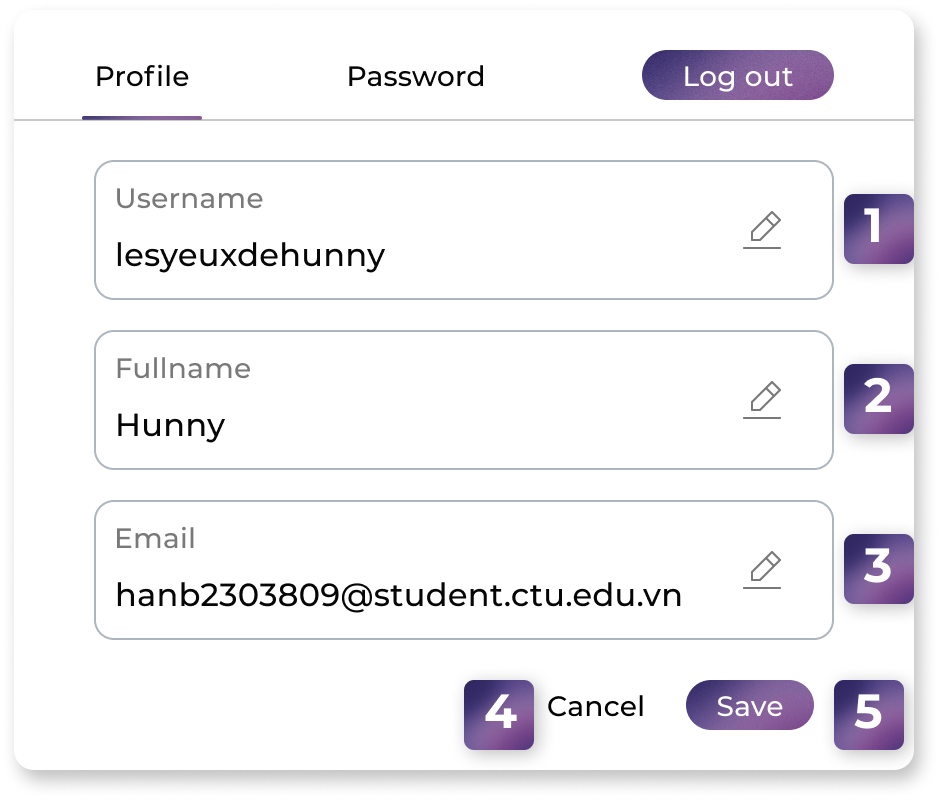 Profile Password Log out
Username
lesyeuxdehunny
1
Fullname
Hunny
2
Email
hanb2303809@student.ctu.edu.vn
3
4 Cancel Save 5